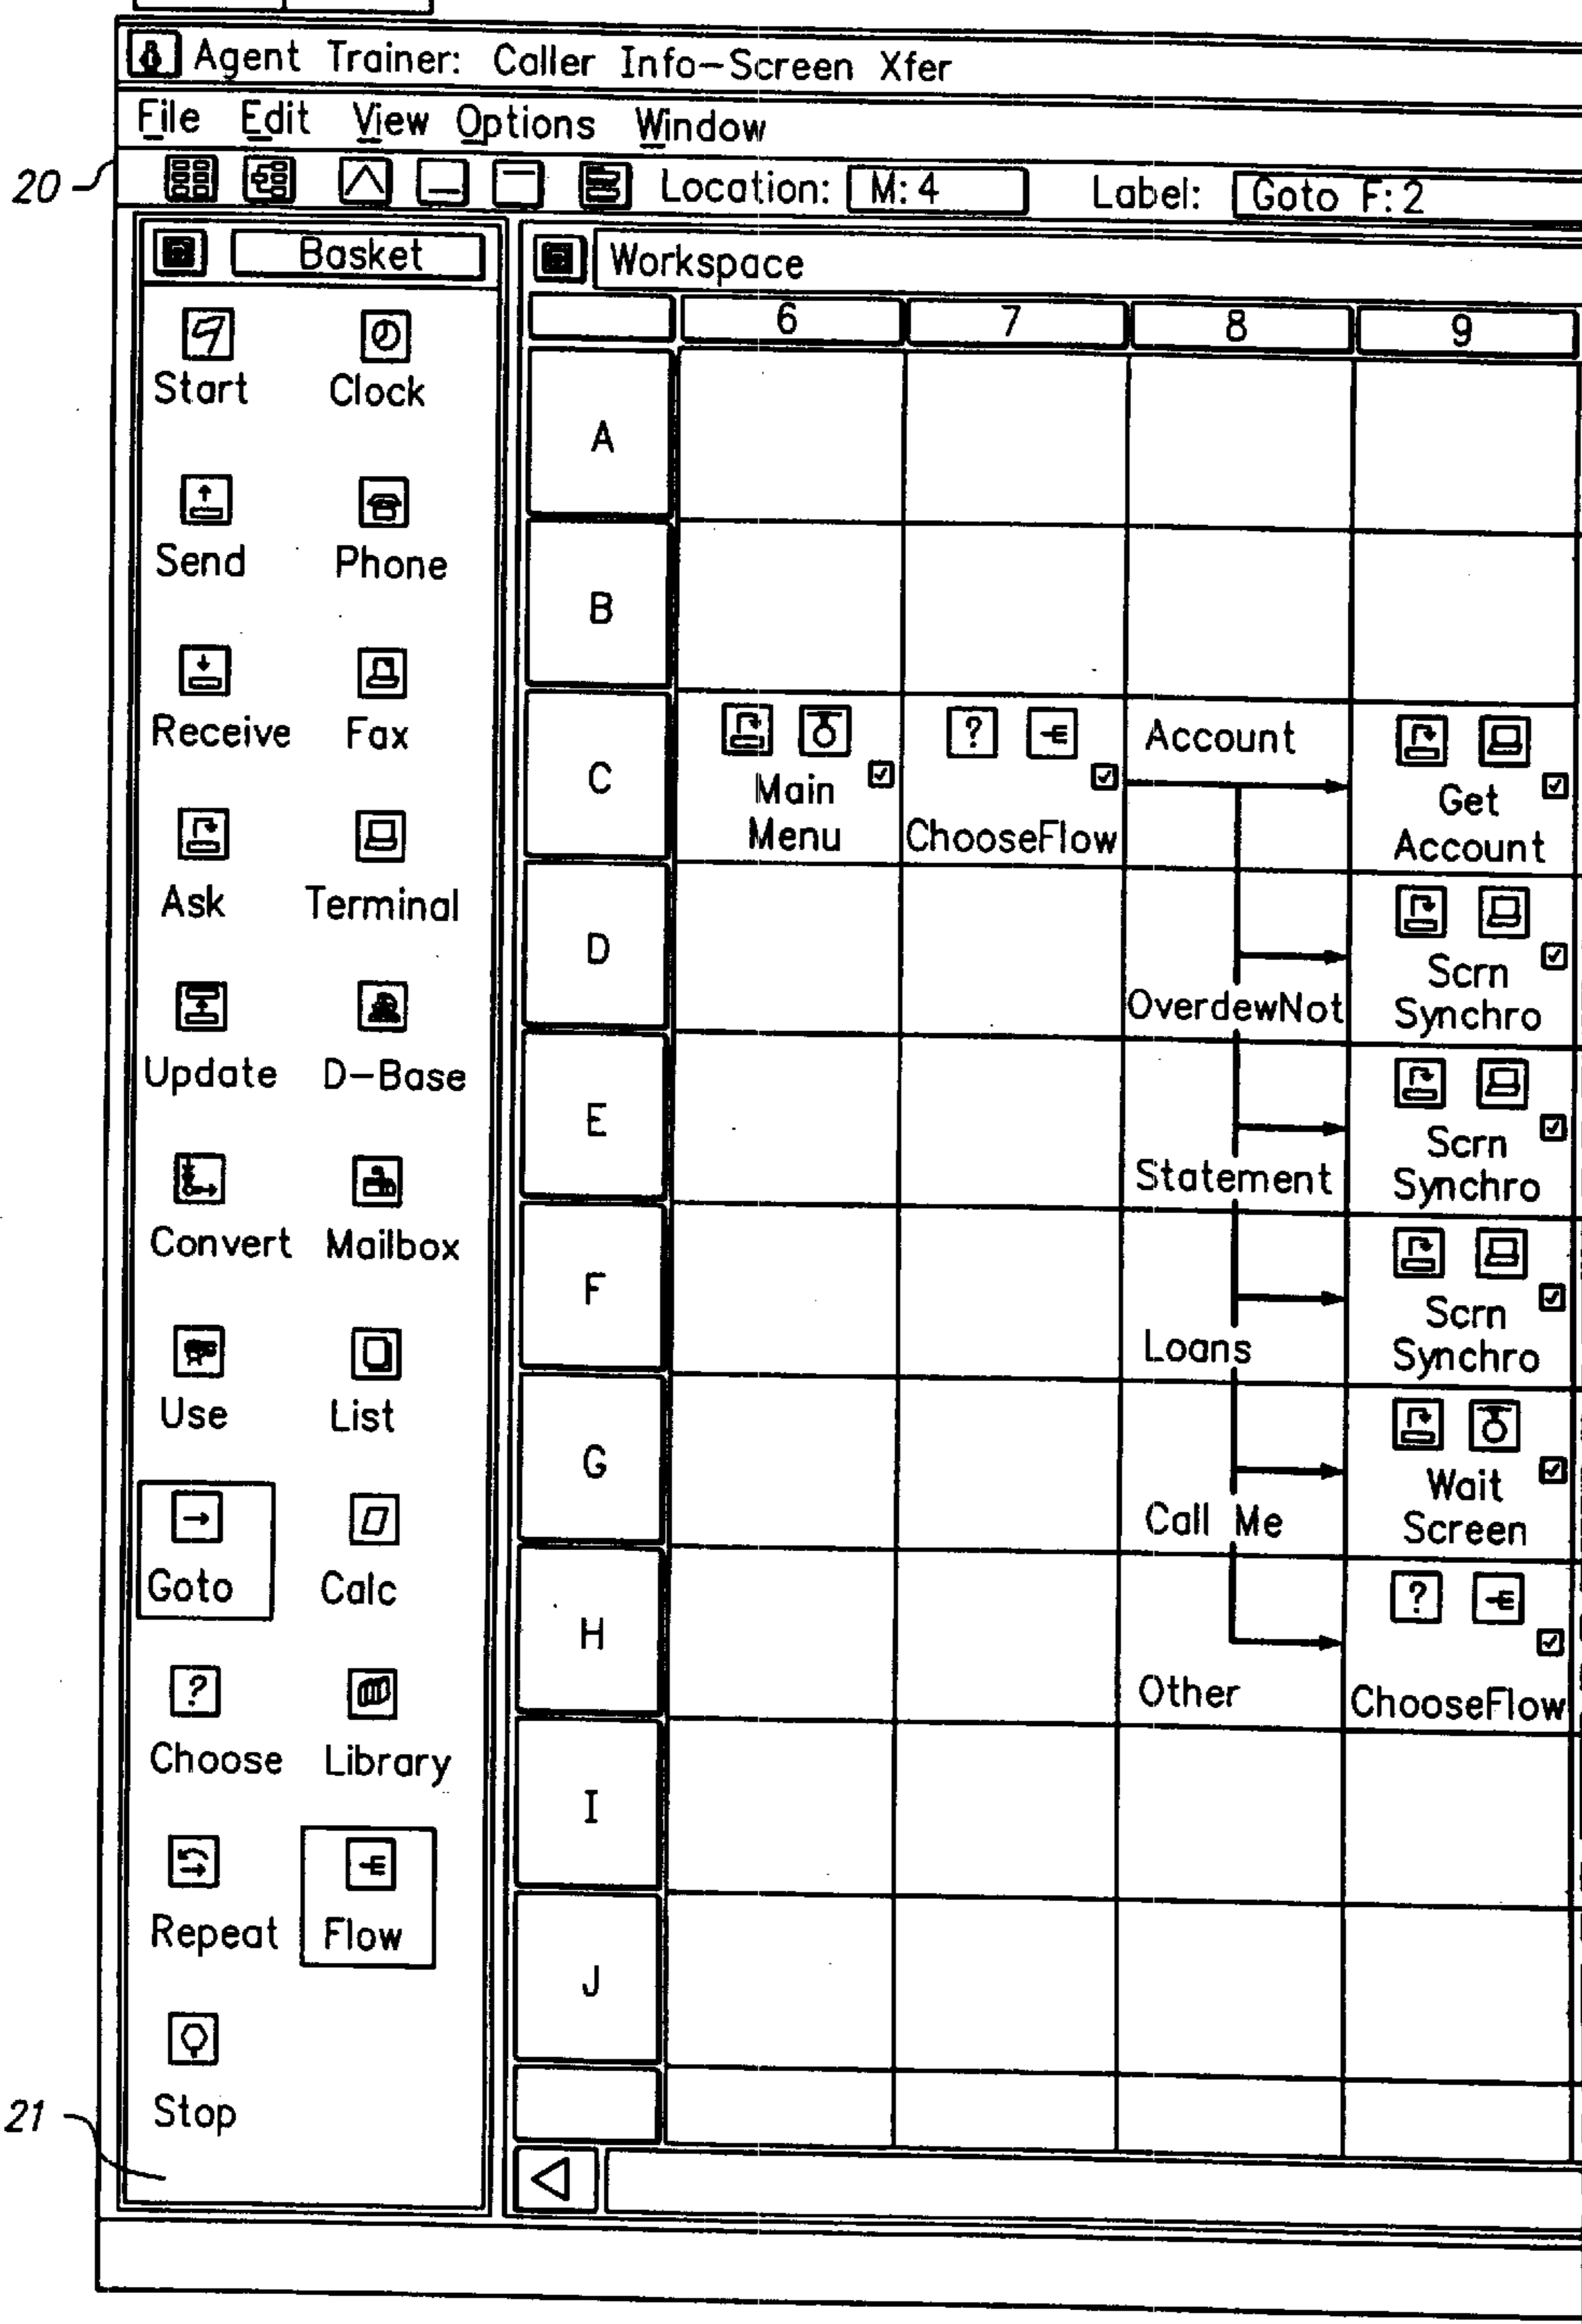 Agent Trainer: Caller Info-Screen Xfer
File Edit View Options Window
20
Location: M:4 Label: Goto F:2
Basket
Start Clock
Send Phone
Receive Fax
Ask Terminal
Update D-Base
Convert Mailbox
Use List
Goto Calc
Choose Library
Repeat Flow
Stop
21
Workspace
6 7 8 9
A
B
C
Main
Menu
?
ChooseFlow
Account
Get
Account
D
OverdewNot
Scrn
Synchro
E
Statement
Scrn
Synchro
F
Loans
Scrn
Synchro
G
Call Me
Wait
Screen
H
Other
?
ChooseFlow
I
J